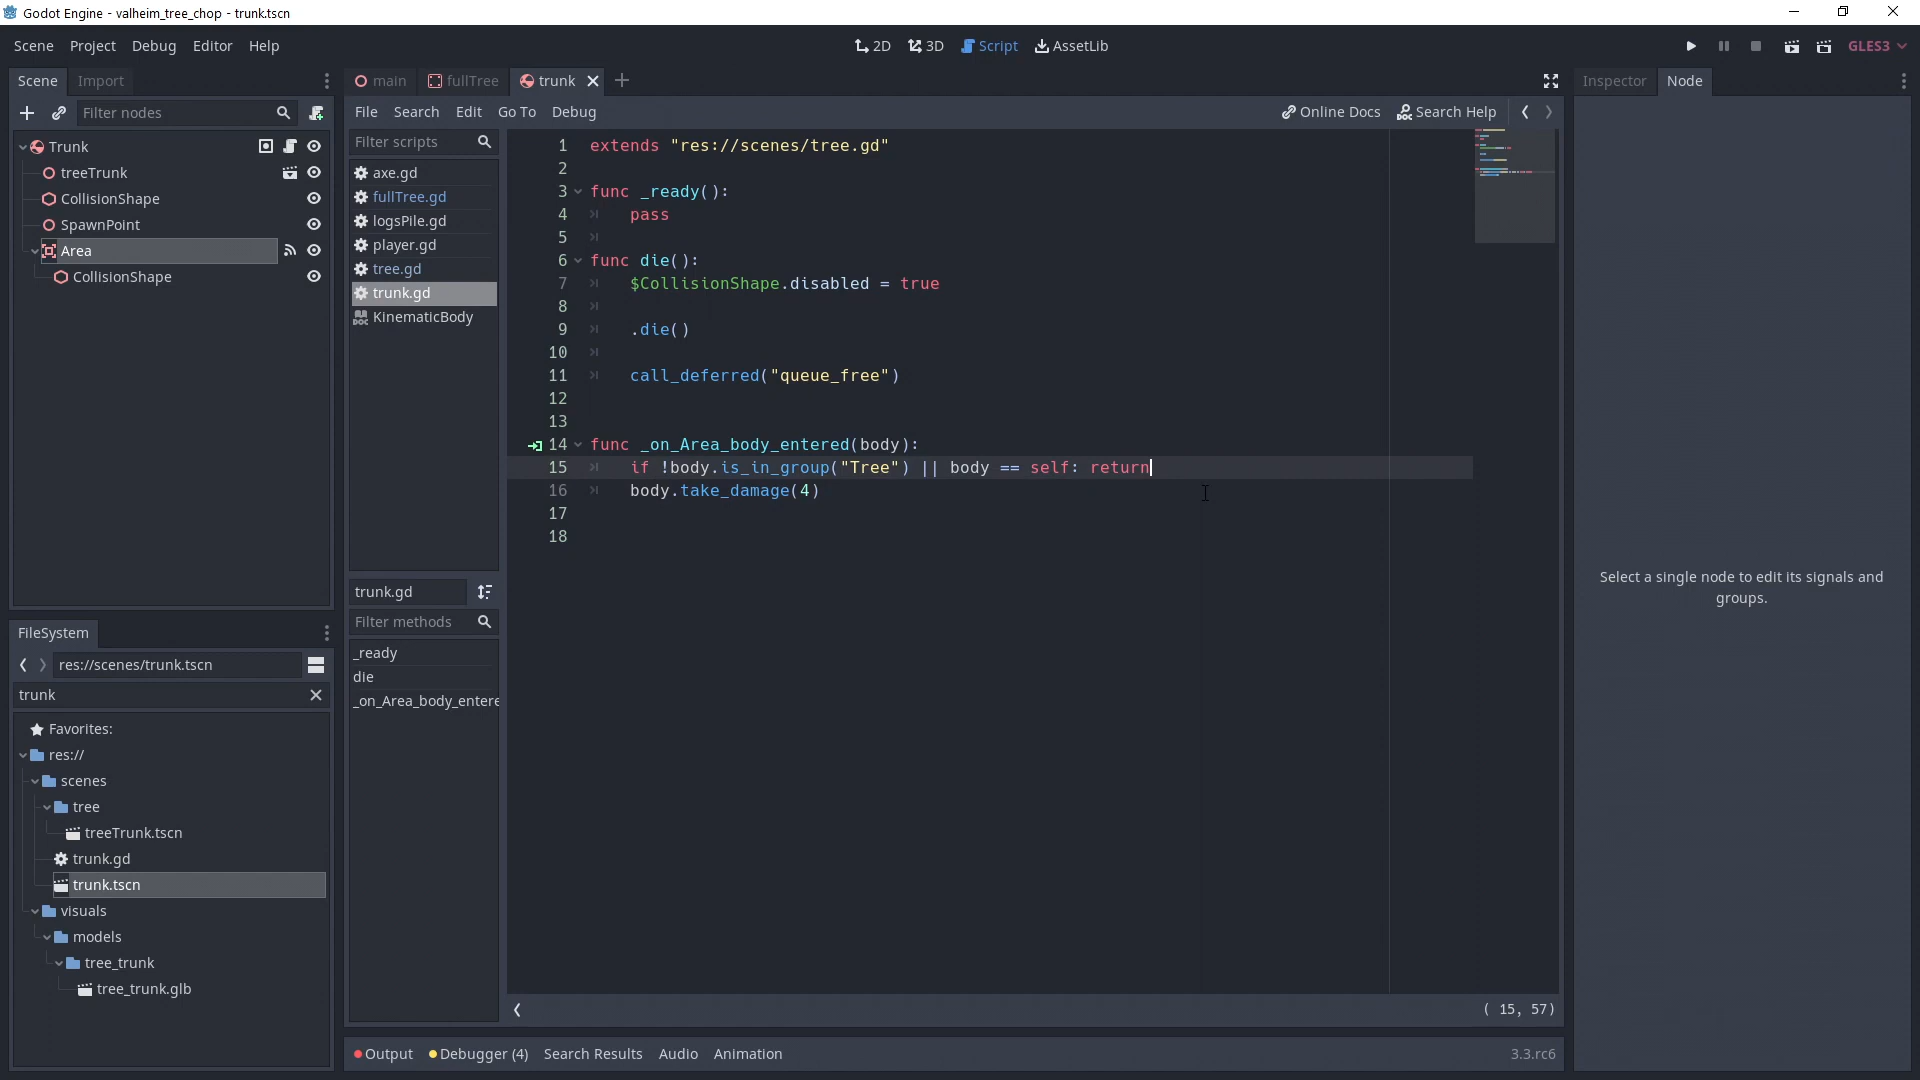 Godot Engine - valheim_tree_chop - trunk.tscn
Scene Project Debug Editor Help
2D 3D Script AssetLib
GLES3
Scene Import
main fullTree trunk
Inspector Node
Filter nodes
File Search Edit Go To Debug
Online Docs Search Help
Filter scripts
Trunk
treeTrunk
CollisionShape
SpawnPoint
Area
CollisionShape
axe.gd
fullTree.gd
logsPile.gd
player.gd
tree.gd
trunk.gd
KinematicBody
1 extends "res://scenes/tree.gd"
2
3 func _ready():
4 pass
5
6 func die():
7 $CollisionShape.disabled = true
8
9 .die()
10
11 call_deferred("queue_free")
12
13
14 func _on_Area_body_entered(body):
15 if !body.is_in_group("Tree") || body == self: return
16 body.take_damage(4)
17
18
Select a single node to edit its signals and
groups.
trunk.gd
Filter methods
_ready
die
_on_Area_body_entere
FileSystem
res://scenes/trunk.tscn
trunk
Favorites:
res://
scenes
tree
treeTrunk.tscn
trunk.gd
trunk.tscn
visuals
models
tree_trunk
tree_trunk.glb
( 15, 57)
Output Debugger (4) Search Results Audio Animation
3.3.rc6